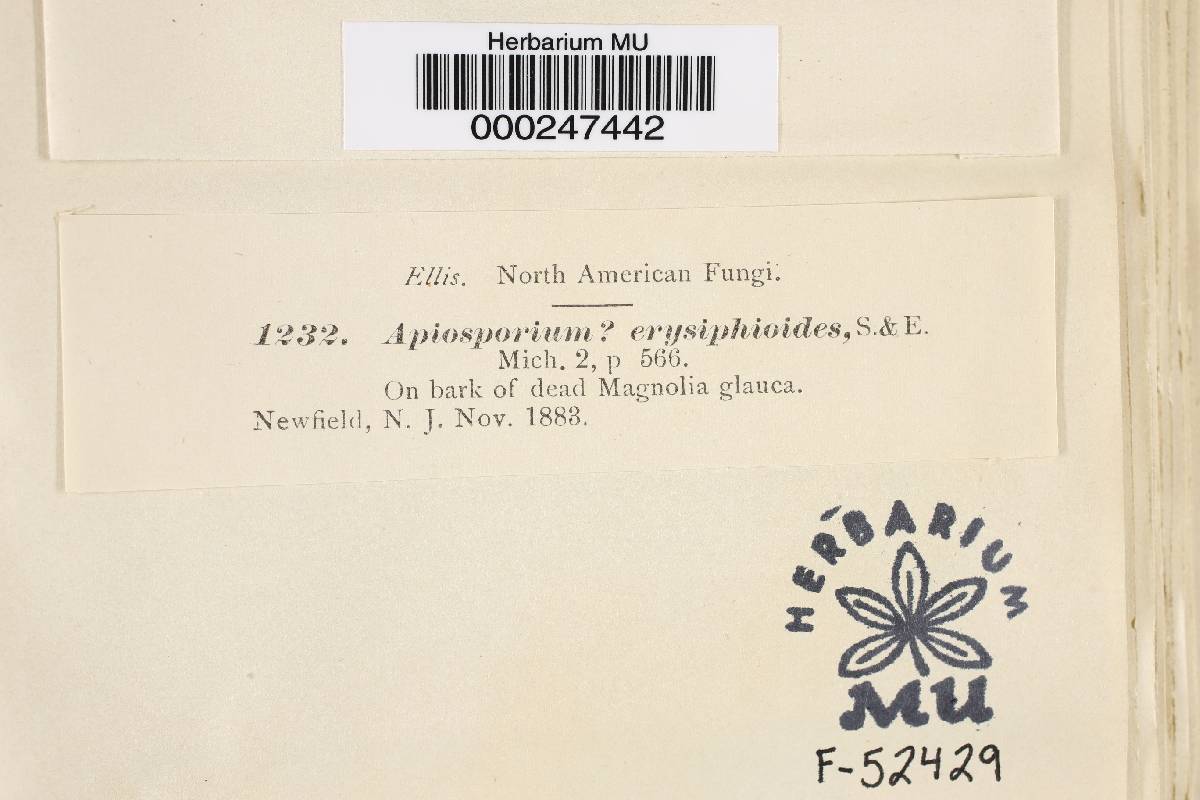 Herbarium MU
000247442
Ellis. North American Fungi.
1232. Apiosporium? erysiphioides, S. & E.
Mich. 2, p 566.
On bark of dead Magnolia glauca.
Newfield, N. J. Nov. 1883.
HERBARIUM
MU
F-52429